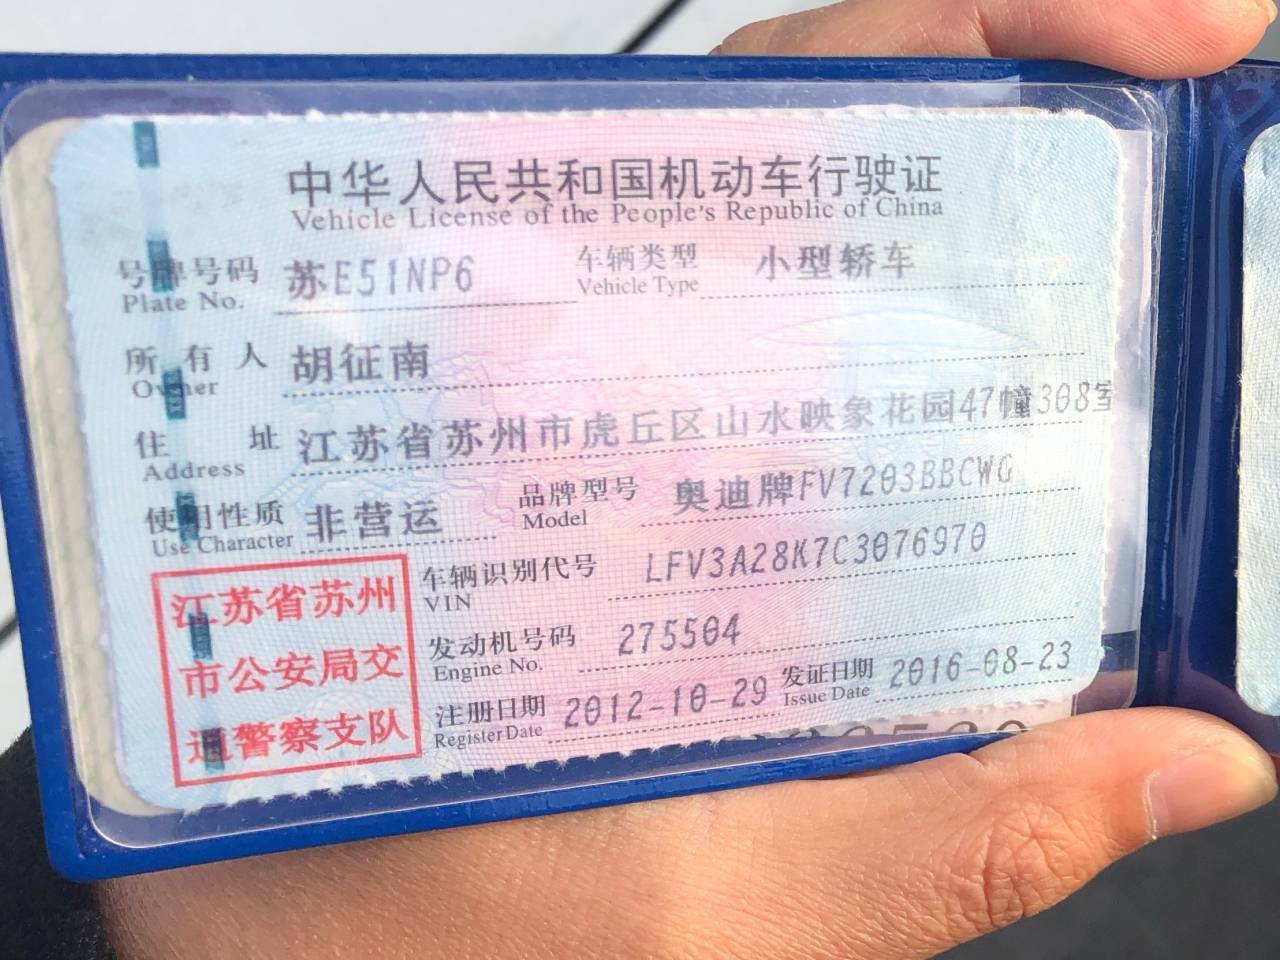 中华人民共和国机动车行驶证
Vehicle License of the People's Republic of China
号牌号码 苏E51NP6 车辆类型 小型轿车
Plate No. Vehicle Type
所有人 胡征南
Owner
住址 江苏省苏州市虎丘区山水映象花园47幢308室
Address
使用性质 非营运 品牌型号 奥迪牌FV7203BBCWG
Use Character Model
车辆识别代号 LFV3A28K7C3076970
VIN
发动机号码 275504
Engine No.
注册日期 2012-10-29 发证日期 2016-08-23
Register Date Issue Date
江苏省苏州
市公安局交
通警察支队